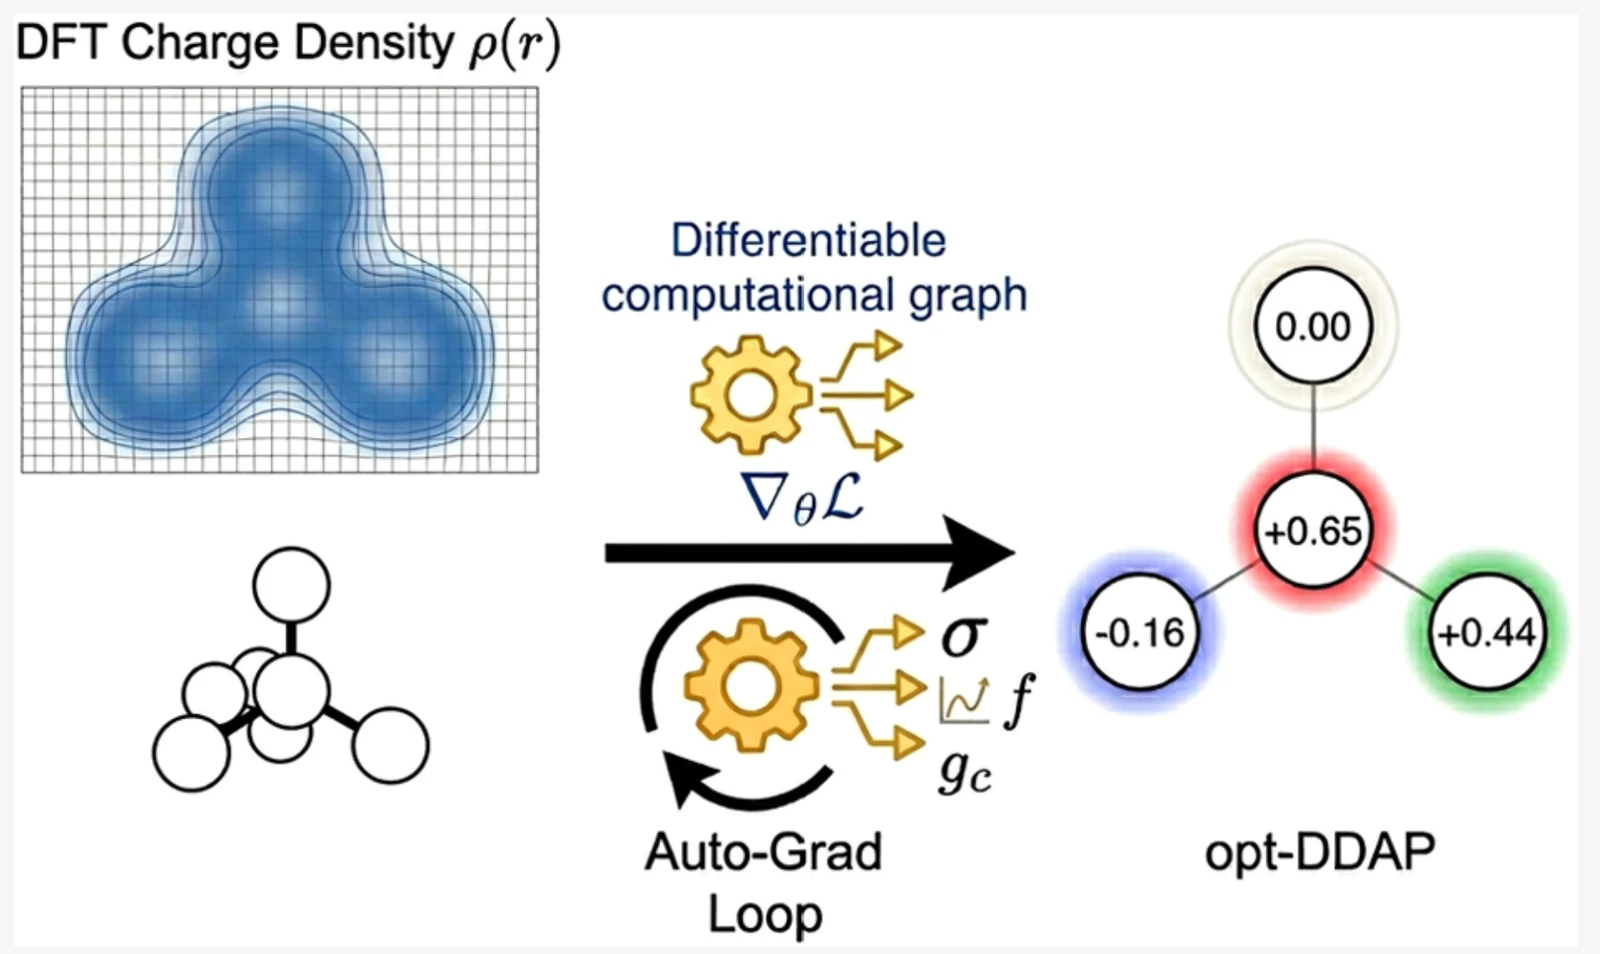 DFT Charge Density ρ(r)
Differentiable
computational graph
∇θℒ
σ
f
gc
Auto-Grad
Loop
0.00
+0.65
-0.16
+0.44
opt-DDAP